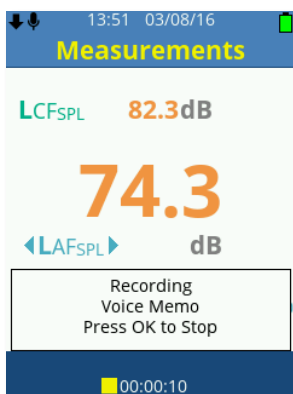 13:51 03/08/16
Measurements
LCFSPL 82.3dB
74.3
LAFSPL dB
Recording
Voice Memo
Press OK to Stop
00:00:10